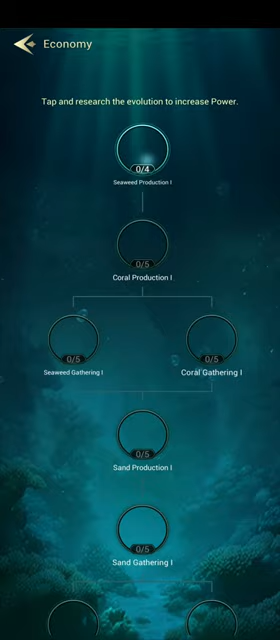 Economy
Tap and research the evolution to increase Power.
0/4
Seaweed Production I
0/5
Coral Production I
0/5
0/5
Seaweed Gathering I
Coral Gathering I
0/5
Sand Production I
0/5
Sand Gathering I